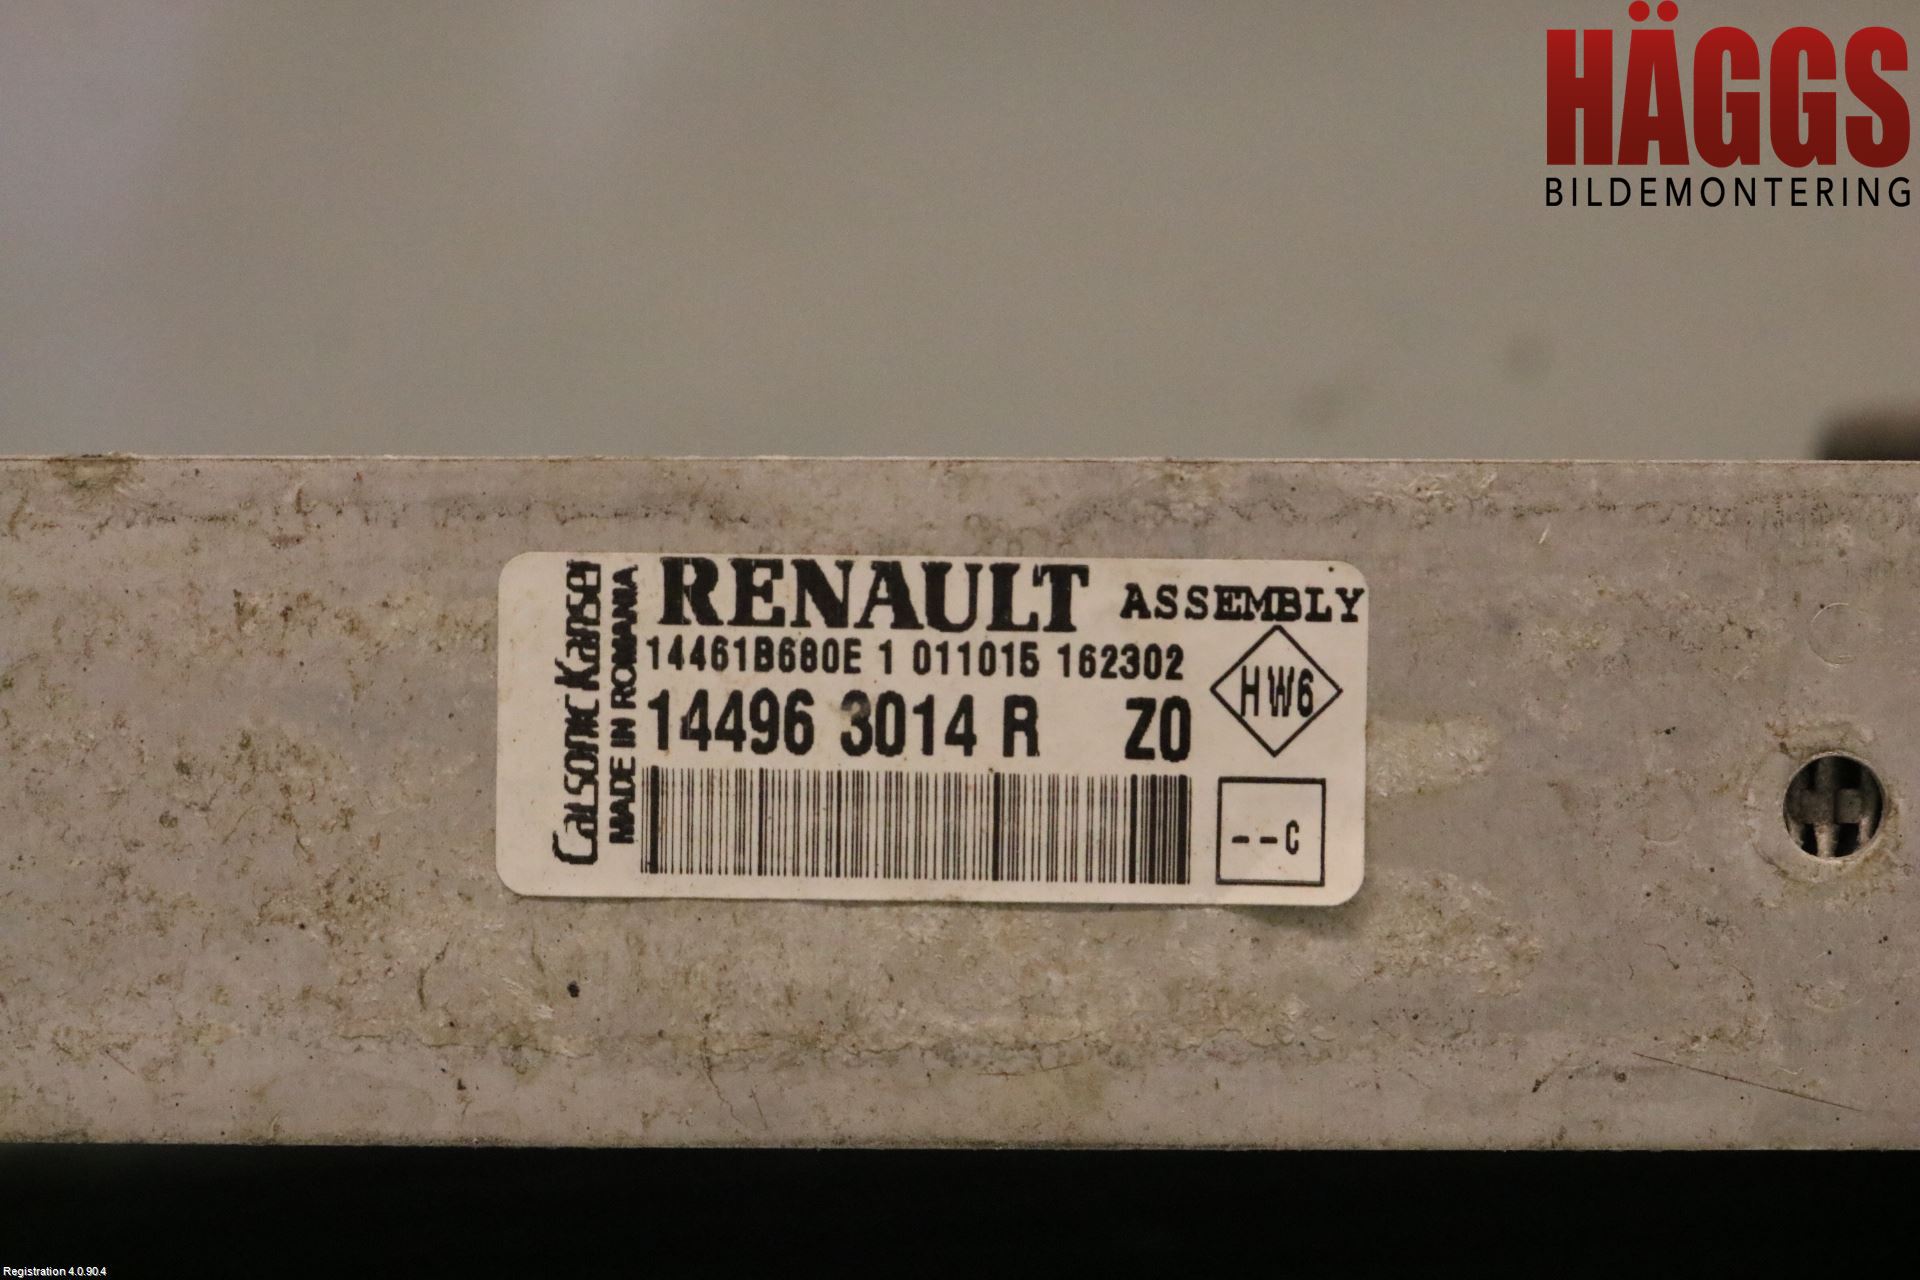 HÄGGS
BILDEMONTERING
Calsonic Kansei
MADE IN ROMANIA
RENAULT ASSEMBLY
14461B680E 1 011015 162302
14496 3014 R Z0
HW6
--C
Registration 4.0.90.4